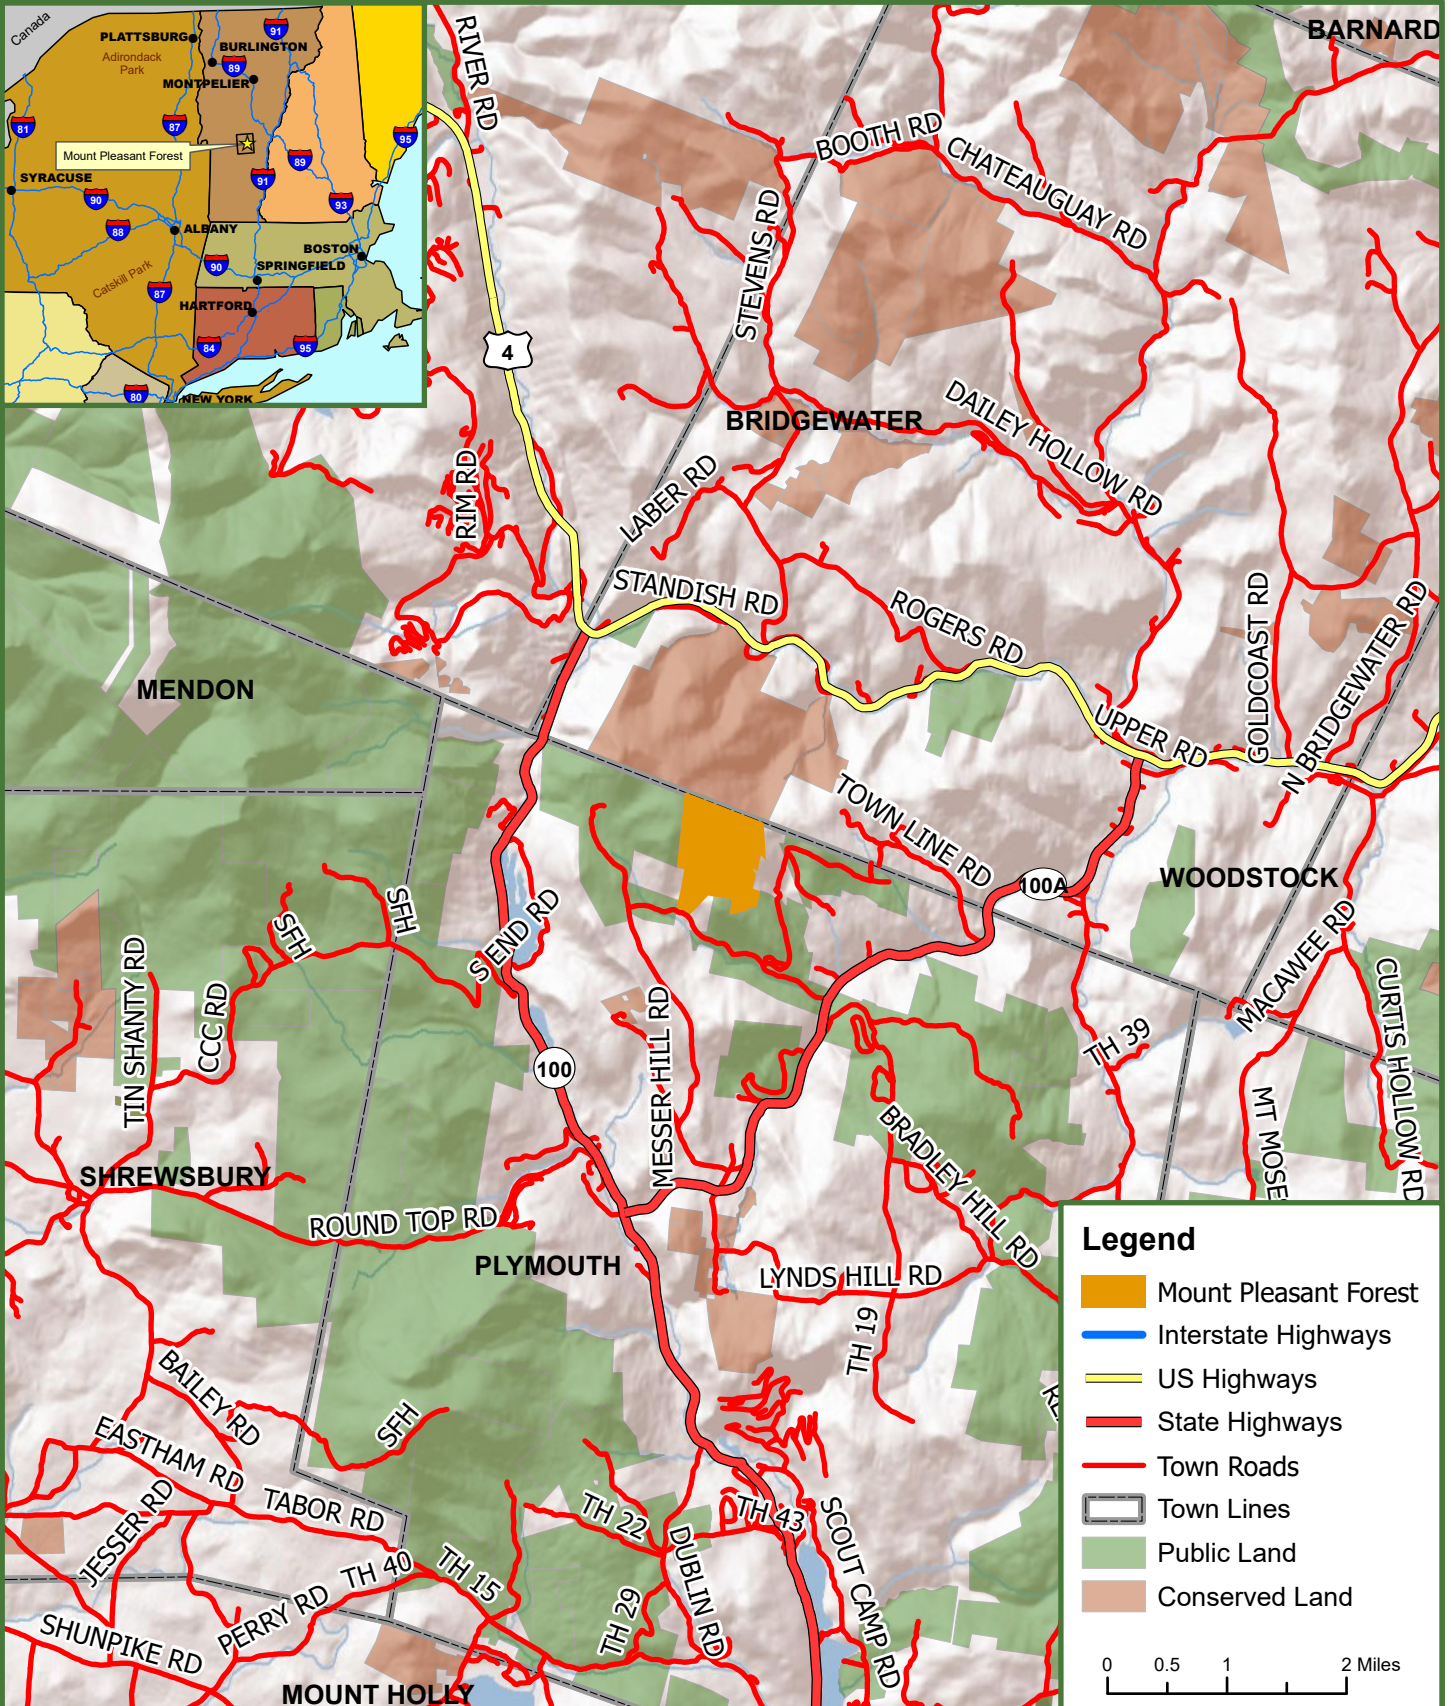 Canada
PLATTSBURG
Adirondack
Park
BURLINGTON
MONTPELIER
91
89
81
87
95
Mount Pleasant Forest
89
SYRACUSE
90
91
93
88
ALBANY
BOSTON
90
SPRINGFIELD
Catskill Park
87
HARTFORD
84
95
80
NEW YORK
RIVER RD
BARNARD
BOOTH RD
CHATEAUGUAY RD
STEVENS RD
4
BRIDGEWATER
DAILEY HOLLOW RD
RIM RD
LABER RD
STANDISH RD
ROGERS RD
GOLDCOAST RD
N BRIDGEWATER RD
MENDON
UPPER RD
TOWN LINE RD
100A
WOODSTOCK
SFH
SFH
S END RD
MACAWEE RD
TIN SHANTY RD
CCC RD
MESSER HILL RD
TH 39
CURTIS HOLLOW RD
100
BRADLEY HILL RD
MT MOSE
SHREWSBURY
ROUND TOP RD
PLYMOUTH
LYNDS HILL RD
TH 19
BAILEY RD
SFH
EASTHAM RD
TABOR RD
JESSER RD
TH 22
TH 43
SCOUT CAMP RD
DUBLIN RD
TH 40
TH 15
PERRY RD
TH 29
SHUNPIKE RD
MOUNT HOLLY
Legend
Mount Pleasant Forest
Interstate Highways
US Highways
State Highways
Town Roads
Town Lines
Public Land
Conserved Land
0 0.5 1 2 Miles